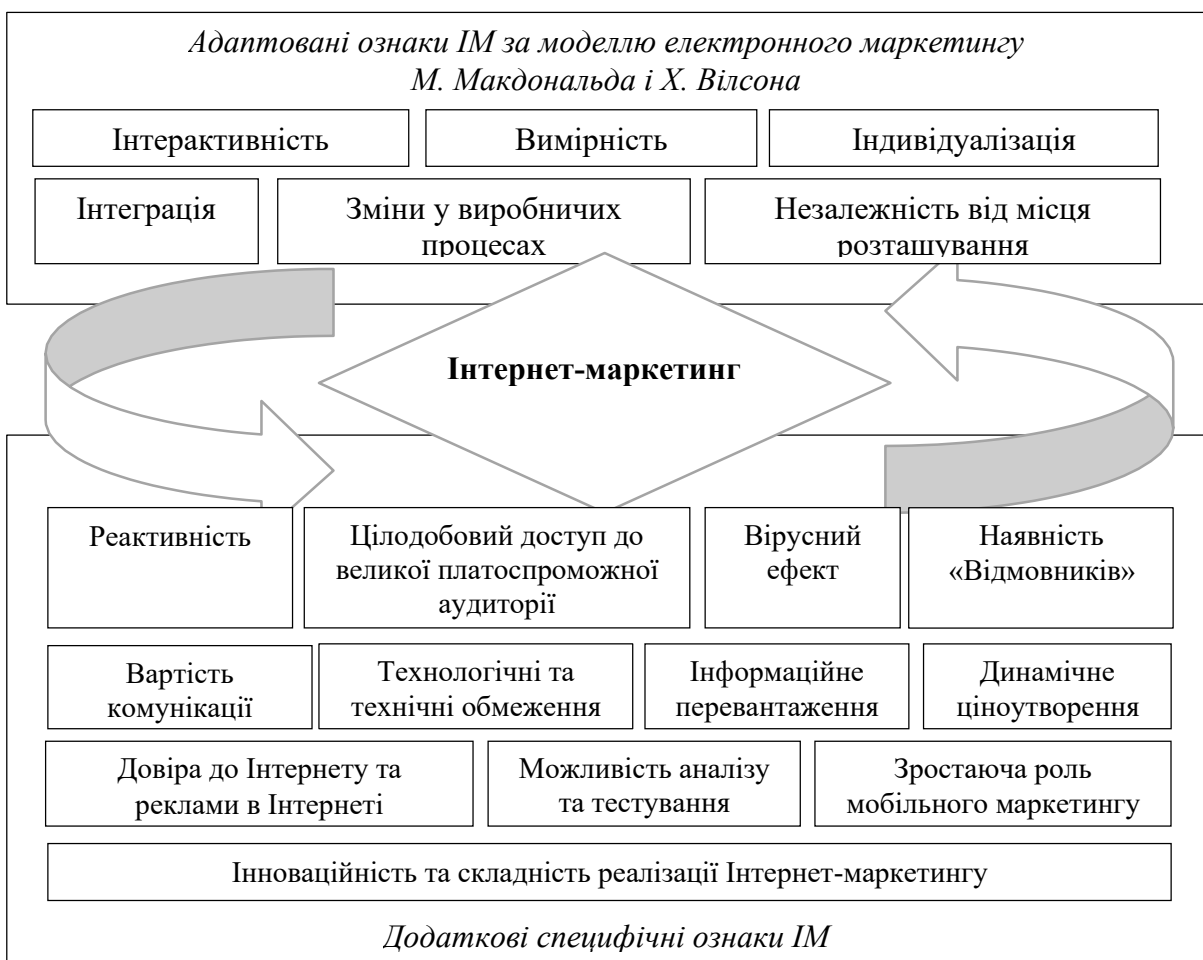 Адаптовані ознаки ІМ за моделлю електронного маркетингу
М. Макдональда і Х. Вілсона
Інтерактивність
Вимірність
Індивідуалізація
Інтеграція
Зміни у виробничих
процесах
Незалежність від місця
розташування
Інтернет-маркетинг
Реактивність
Цілодобовий доступ до
великої платоспроможної
аудиторії
Вірусний
ефект
Наявність
«Відмовників»
Вартість
комунікації
Технологічні та
технічні обмеження
Інформаційне
перевантаження
Динамічне
ціноутворення
Довіра до Інтернету та
реклами в Інтернеті
Можливість аналізу
та тестування
Зростаюча роль
мобільного маркетингу
Інноваційність та складність реалізації Інтернет-маркетингу
Додаткові специфічні ознаки ІМ